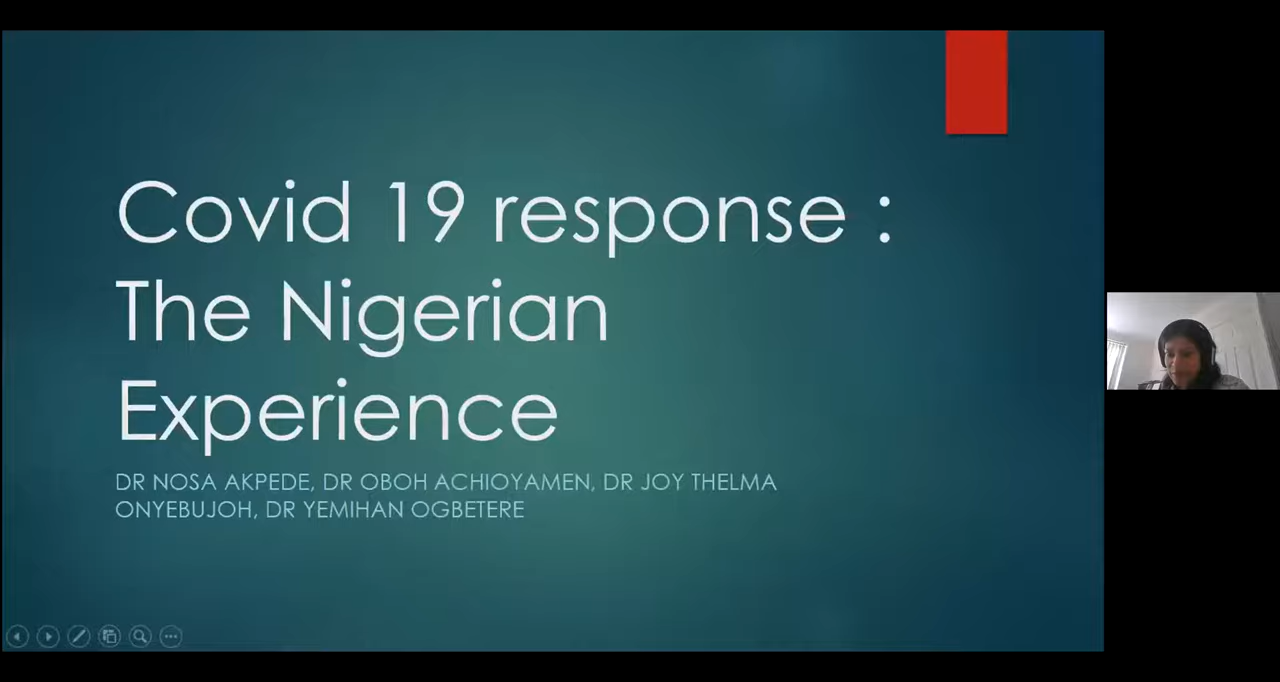 Covid 19 response :
The Nigerian
Experience
DR NOSA AKPEDE, DR OBOH ACHIOYAMEN, DR JOY THELMA
ONYEBUJOH, DR YEMIHAN OGBETERE